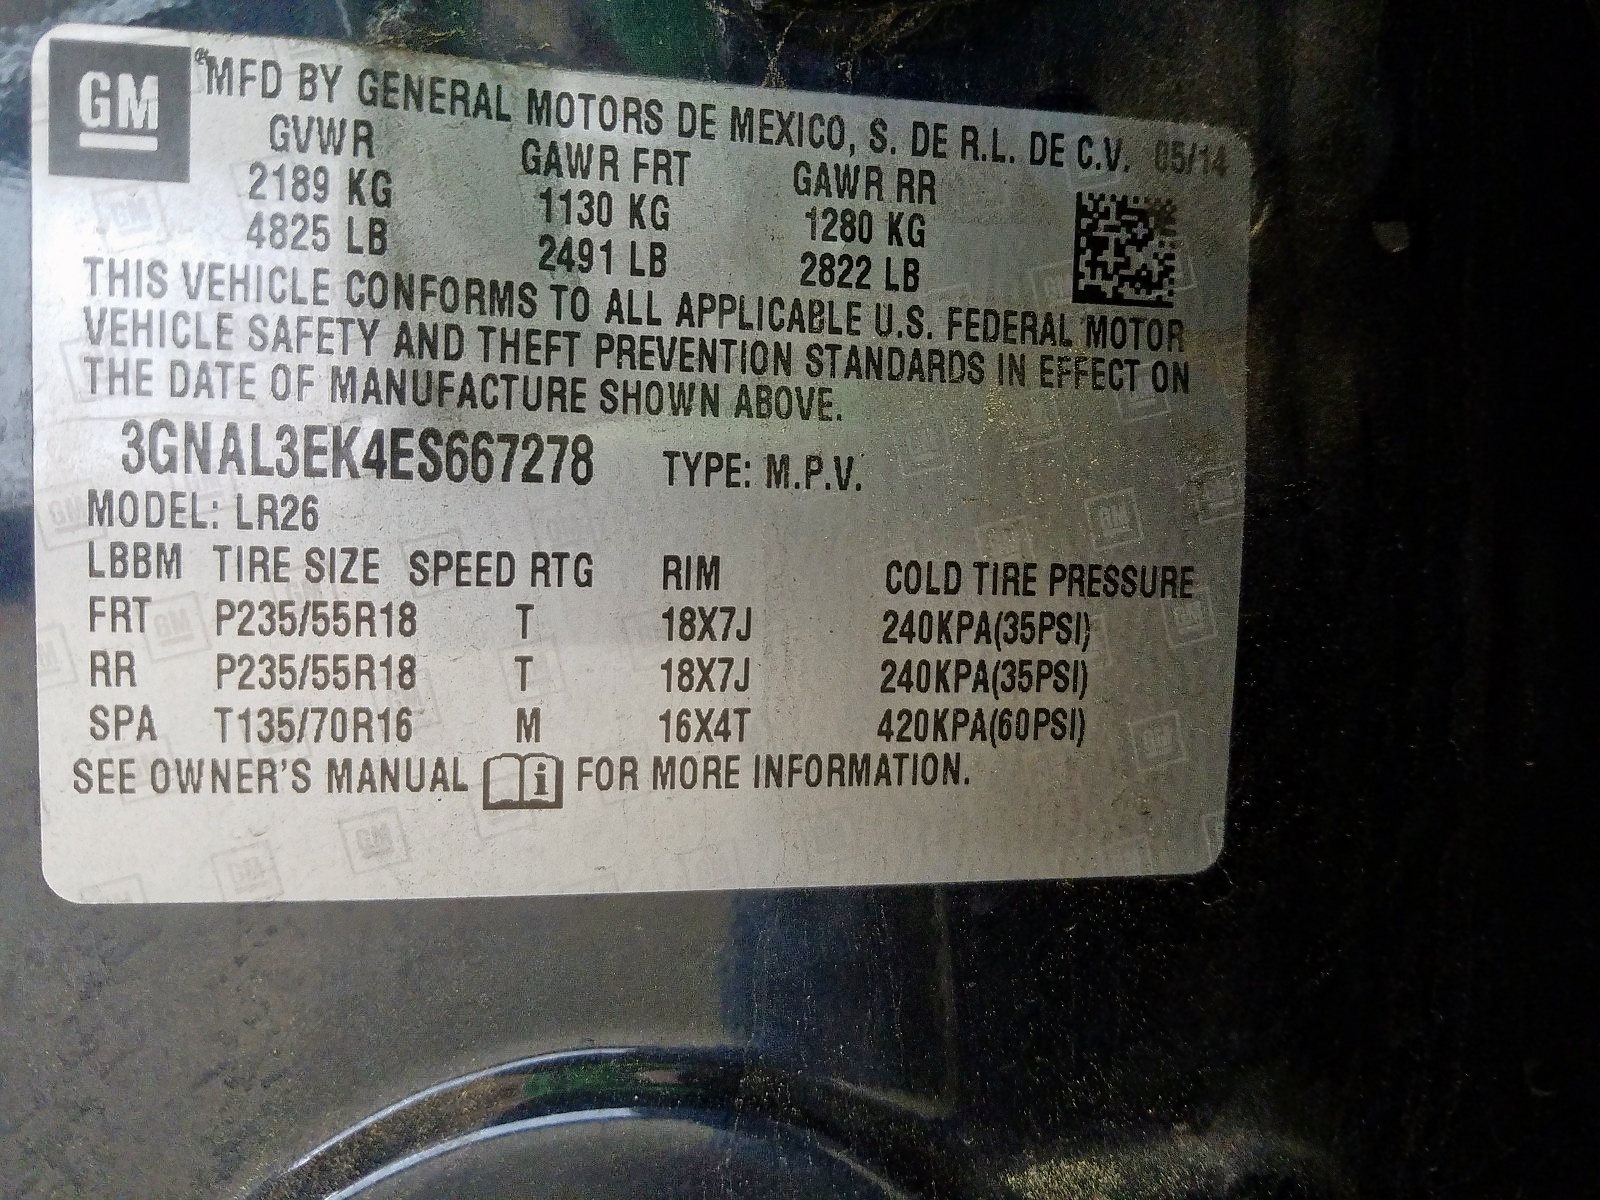 GM
MFD BY GENERAL MOTORS DE MEXICO, S. DE R.L. DE C.V. 05/14
GVWR GAWR FRT GAWR RR
2189 KG 1130 KG 1280 KG
4825 LB 2491 LB 2822 LB
THIS VEHICLE CONFORMS TO ALL APPLICABLE U.S. FEDERAL MOTOR
VEHICLE SAFETY AND THEFT PREVENTION STANDARDS IN EFFECT ON
THE DATE OF MANUFACTURE SHOWN ABOVE.
3GNAL3EK4ES667278 TYPE: M.P.V.
MODEL: LR26
LBBM TIRE SIZE SPEED RTG RIM COLD TIRE PRESSURE
FRT P235/55R18 T 18X7J 240KPA(35PSI)
RR P235/55R18 T 18X7J 240KPA(35PSI)
SPA T135/70R16 M 16X4T 420KPA(60PSI)
SEE OWNER'S MANUAL i FOR MORE INFORMATION.